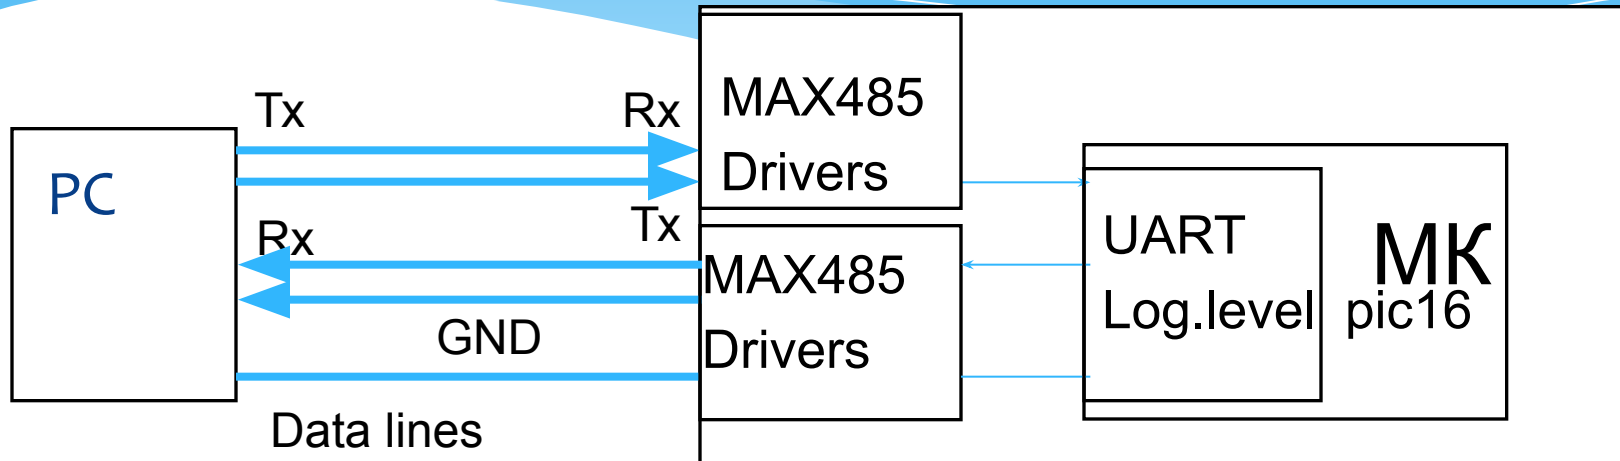 Tx
Rx
MAX485
Drivers
PC
Rx
Tx
MAX485
Drivers
UART
Log.level
МК
pic16
GND
Data lines